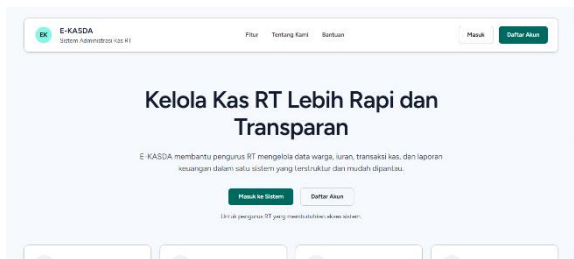 EK
E-KASDA
Sistem Administrasi Kas RT
Fitur
Tentang Kami
Bantuan
Masuk
Daftar Akun
Kelola Kas RT Lebih Rapi dan
Transparan
E-KASDA membantu pengurus RT mengelola data warga, iuran, transaksi kas, dan laporan
keuangan dalam satu sistem yang terstruktur dan mudah dipantau.
Masuk ke Sistem
Daftar Akun
Untuk pengurus RT yang membutuhkan akses sistem.